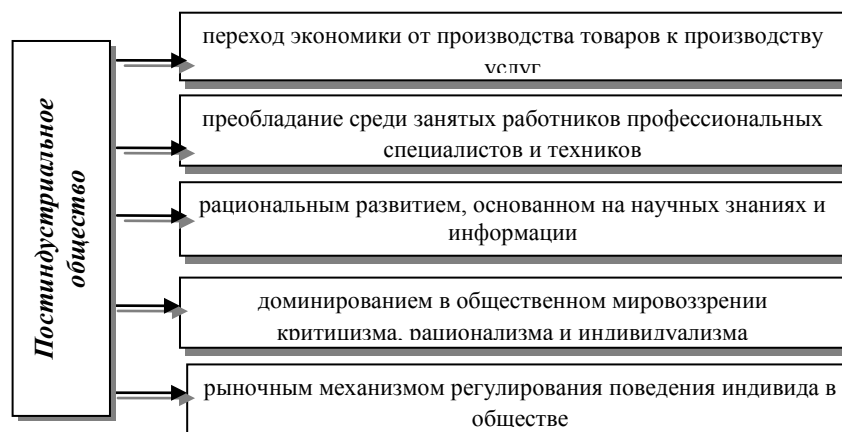 Постиндустриальное
общество
переход экономики от производства товаров к производству
услуг
преобладание среди занятых работников профессиональных
специалистов и техников
рациональным развитием, основанном на научных знаниях и
информации
доминированием в общественном мировоззрении
критицизма, рационализма и индивидуализма
рыночным механизмом регулирования поведения индивида в
обществе